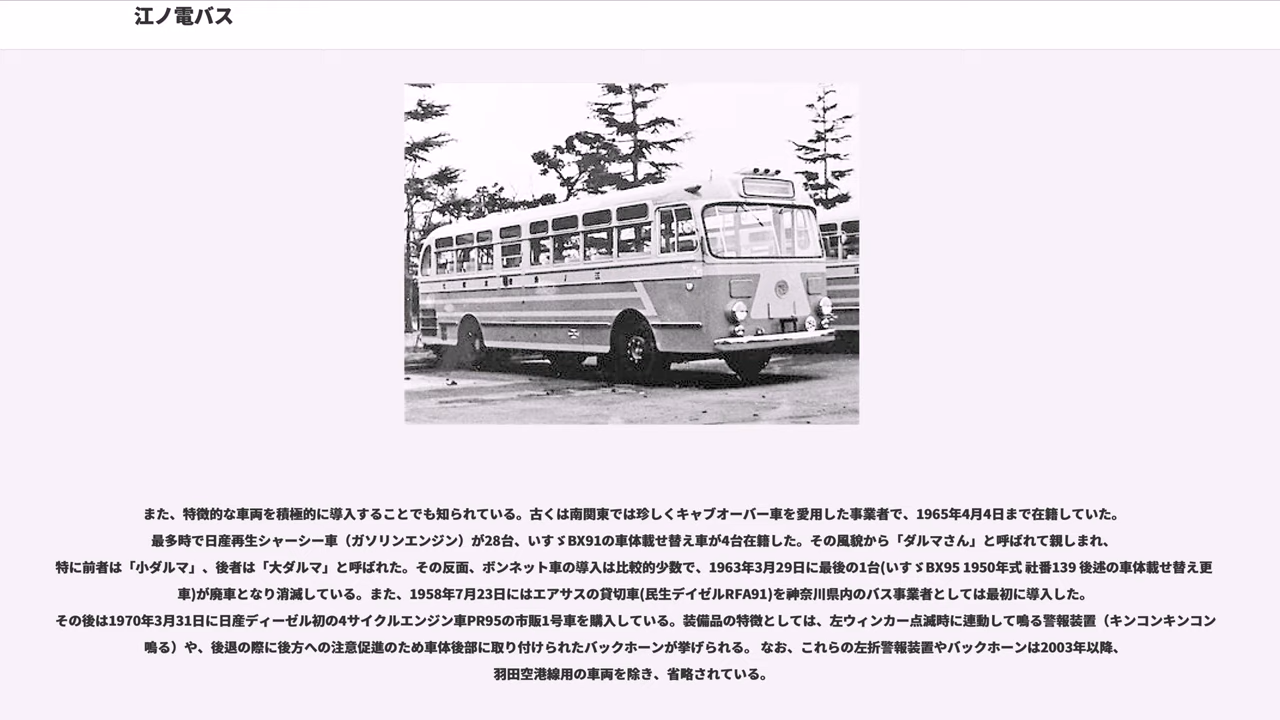 江ノ電バス
また、特徴的な車両を積極的に導入することでも知られている。古くは南関東では珍しくキャブオーバー車を愛用した事業者で、1965年4月4日まで在籍していた。
最多時で日産再生シャーシー車（ガソリンエンジン）が28台、いすゞBX91の車体載せ替え車が4台在籍した。その風貌から「ダルマさん」と呼ばれて親しまれ、
特に前者は「小ダルマ」、後者は「大ダルマ」と呼ばれた。その反面、ボンネット車の導入は比較的少数で、1963年3月29日に最後の1台(いすゞBX95 1950年式 社番139 後述の車体載せ替え更
車)が廃車となり消滅している。また、1958年7月23日にはエアサスの貸切車(民生デイゼルRFA91)を神奈川県内のバス事業者としては最初に導入した。
その後は1970年3月31日に日産ディーゼル初の4サイクルエンジン車PR95の市販1号車を購入している。装備品の特徴としては、左ウィンカー点滅時に連動して鳴る警報装置（キンコンキンコン
鳴る）や、後退の際に後方への注意促進のため車体後部に取り付けられたバックホーンが挙げられる。 なお、これらの左折警報装置やバックホーンは2003年以降、
羽田空港線用の車両を除き、省略されている。